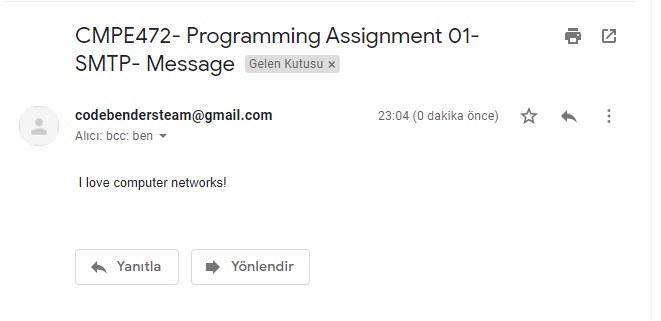 CMPE472- Programming Assignment 01-
SMTP- Message Gelen Kutusu ×
codebendersteam@gmail.com 23:04 (0 dakika önce)
Alıcı: bcc: ben
I love computer networks!
Yanıtla Yönlendir